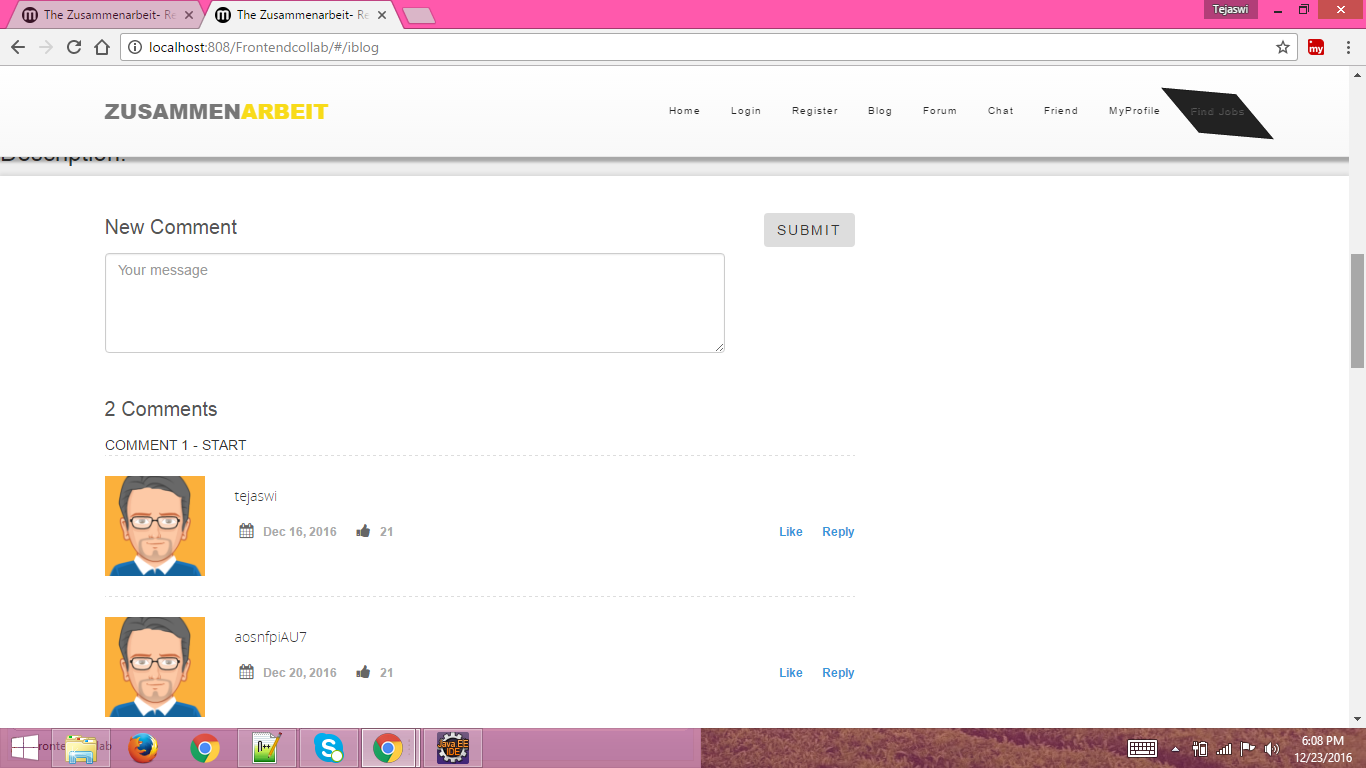 The Zusammenarbeit- Re
The Zusammenarbeit- Re
Tejaswi
localhost:808/Frontendcollab/#/iblog
my
ZUSAMMENARBEIT
Home Login Register Blog Forum Chat Friend MyProfile Find Jobs
Description:
New Comment
SUBMIT
Your message
2 Comments
COMMENT 1 - START
tejaswi
Dec 16, 2016 21 Like Reply
aosnfpiAU7
Dec 20, 2016 21 Like Reply
Java EE
IDE
6:08 PM
12/23/2016